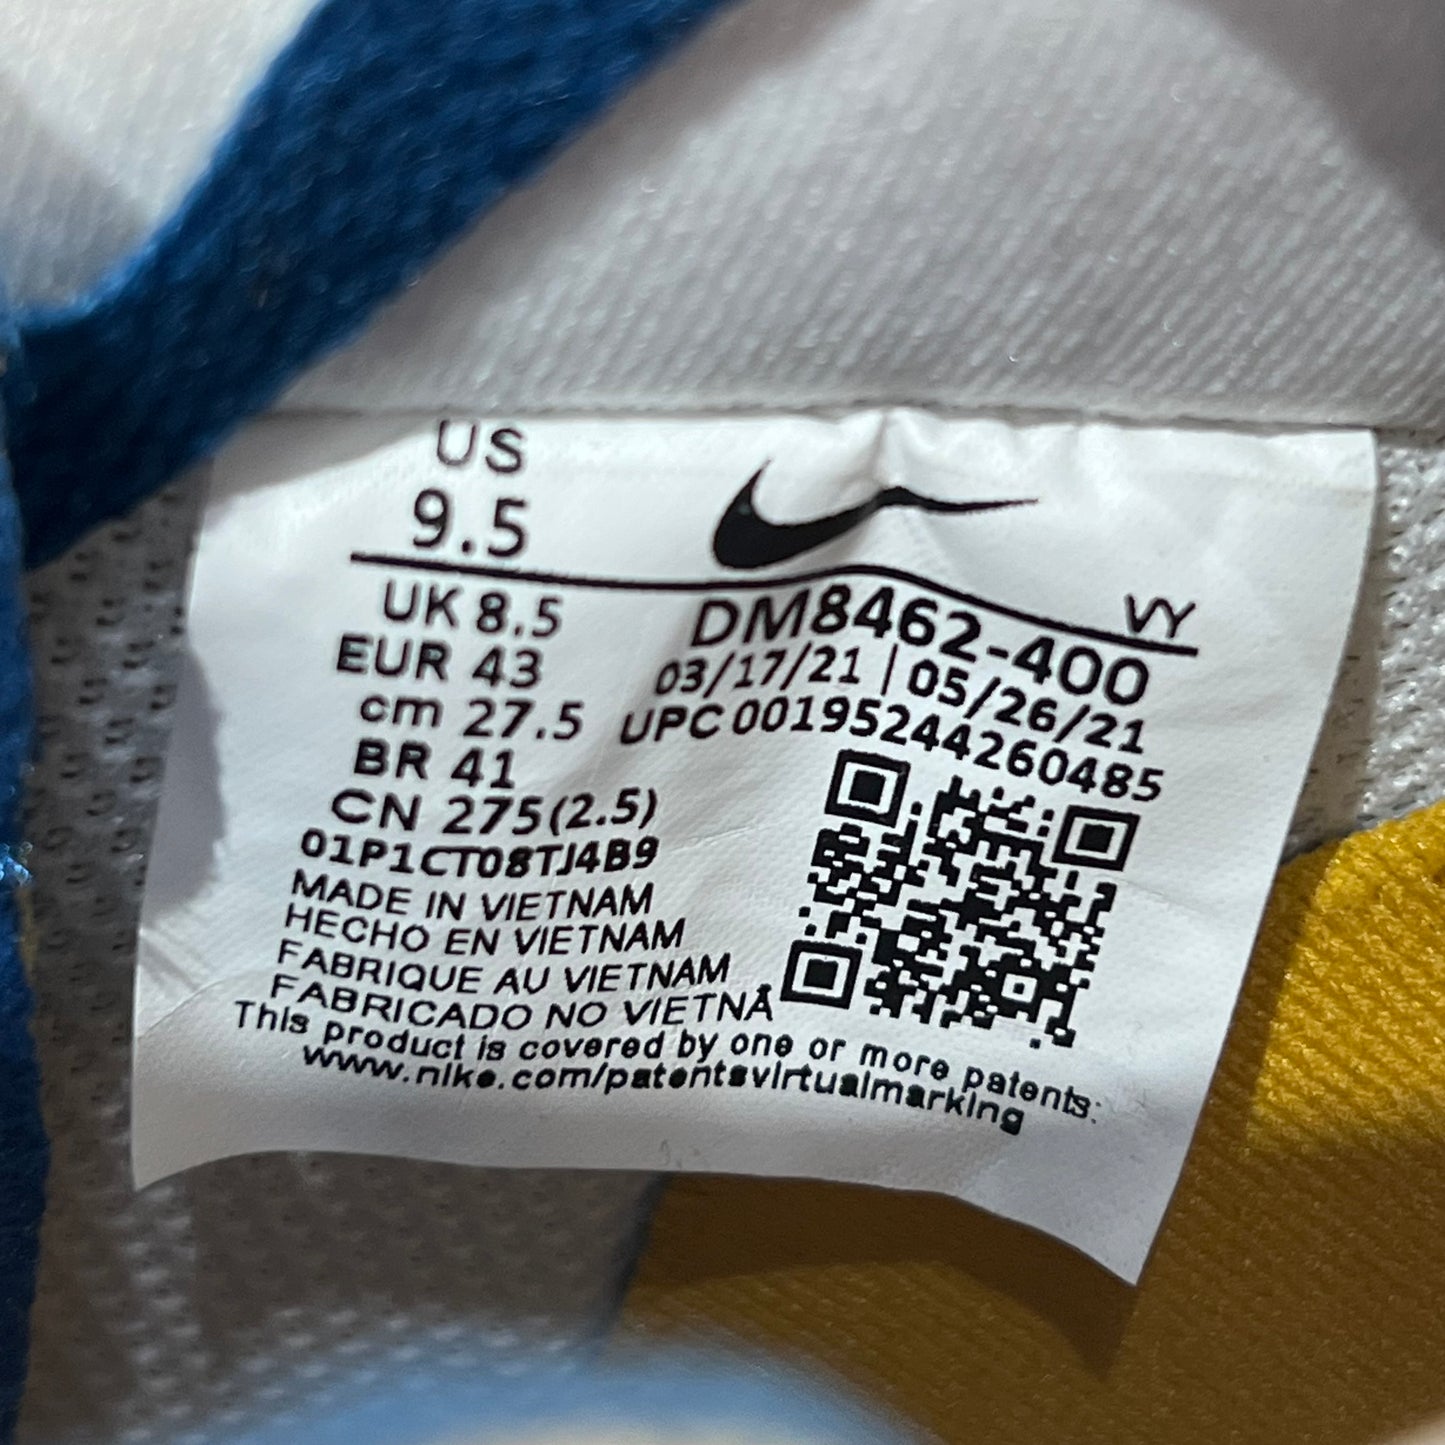 US
9.5
UK 8.5
EUR 43
cm 27.5
BR 41
CN 275(2.5)
01P1CT08TJ4B9
VY
DM8462-400
03/17/21 | 05/26/21
UPC 00195244260485
MADE IN VIETNAM
HECHO EN VIETNAM
FABRIQUE AU VIETNAM
FABRICADO NO VIETNÃ
This product is covered by one or more patents:
www.nike.com/patentsvirtualmarking